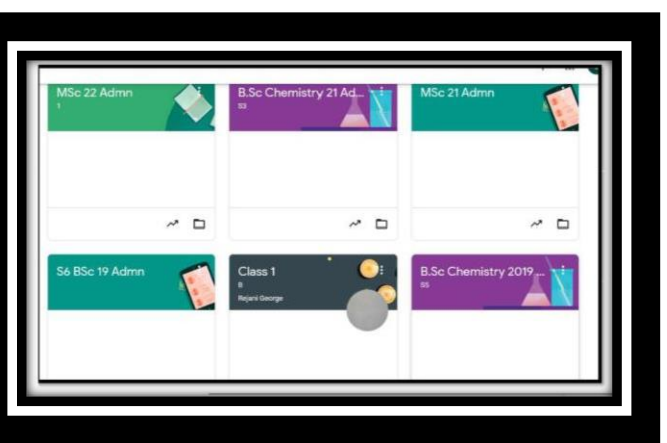 MSc 22 Admn
1
B.Sc Chemistry 21 Ad...
S3
MSc 21 Admn
S6 BSc 19 Admn
Class 1
B
Rejani George
B.Sc Chemistry 2019 ...
S5